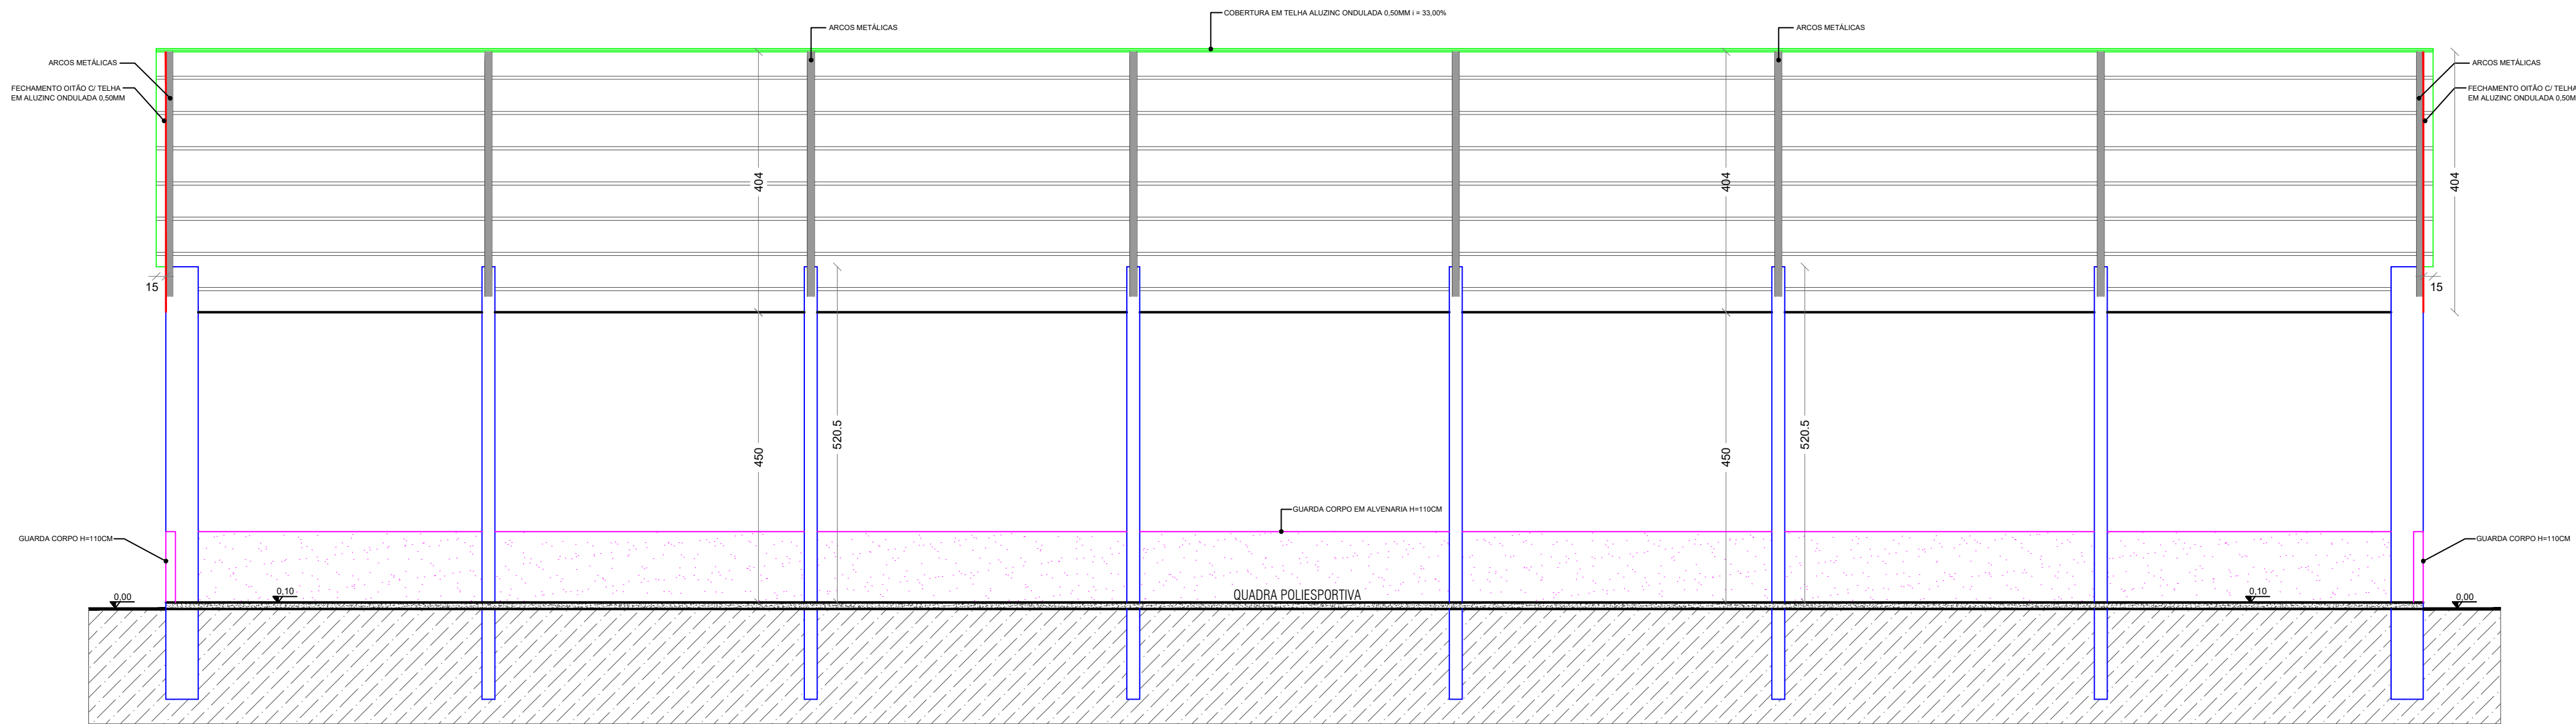 COBERTURA EM TELHA ALUZINC ONDULADA 0,50MM i = 33,00%
ARCOS METÁLICAS
ARCOS METÁLICAS
ARCOS METÁLICAS
ARCOS METÁLICAS
FECHAMENTO OITÃO C/ TELHA
EM ALUZINC ONDULADA 0,50MM
FECHAMENTO OITÃO C/ TELHA
EM ALUZINC ONDULADA 0,50M
404
404
404
15
15
450
520.5
450
520.5
GUARDA CORPO EM ALVENARIA H=110CM
GUARDA CORPO H=110CM
GUARDA CORPO H=110CM
0,00
0,10
QUADRA POLIESPORTIVA
0,10
0,00